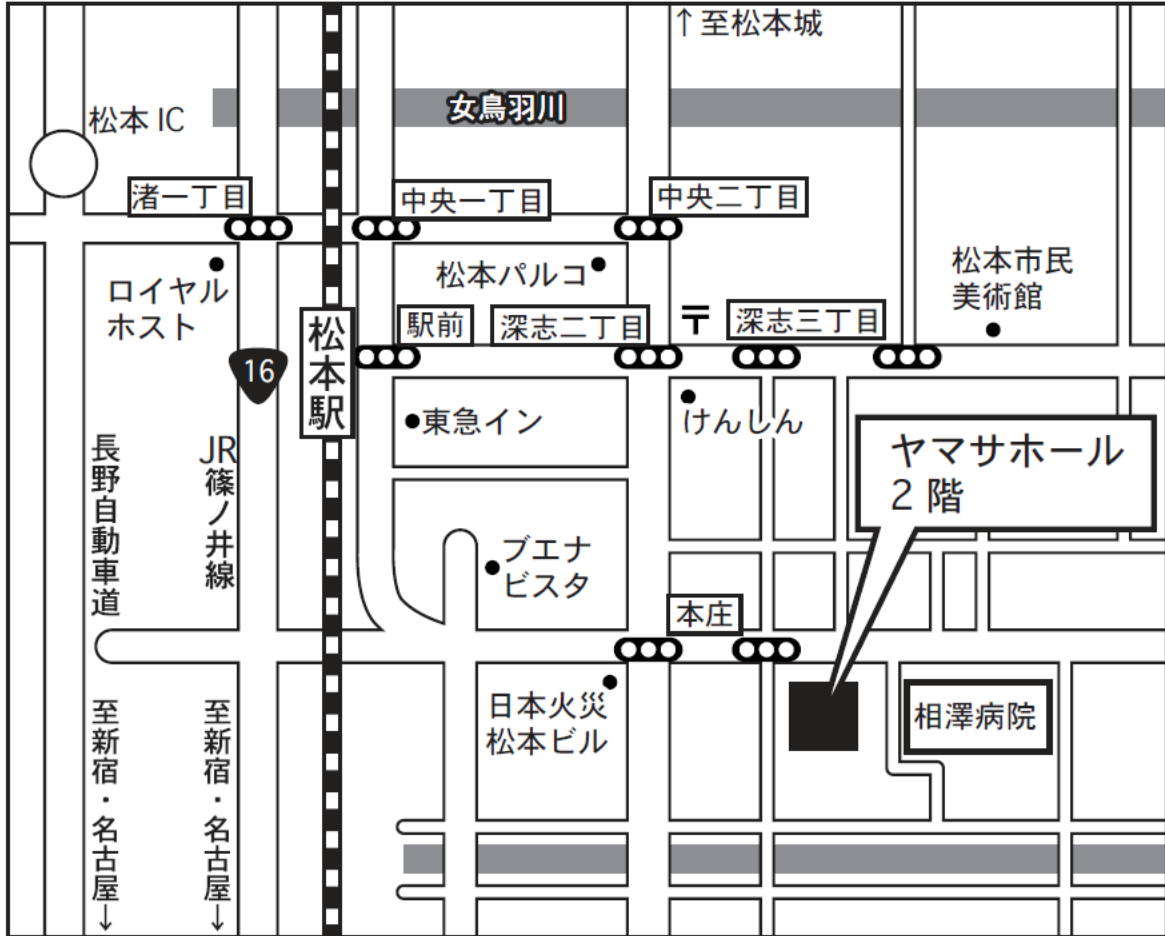 ↑至松本城
松本 IC
女鳥羽川
渚一丁目
中央一丁目
中央二丁目
ロイヤル
ホスト
松本パルコ
松本市民
美術館
駅前
深志二丁目
〒
深志三丁目
松本駅
16
東急イン
けんしん
ヤマサホール
2 階
長野自動車道
JR篠ノ井線
ブエナ
ビスタ
本庄
日本火災
松本ビル
相澤病院
至新宿・名古屋↓
至新宿・名古屋↓